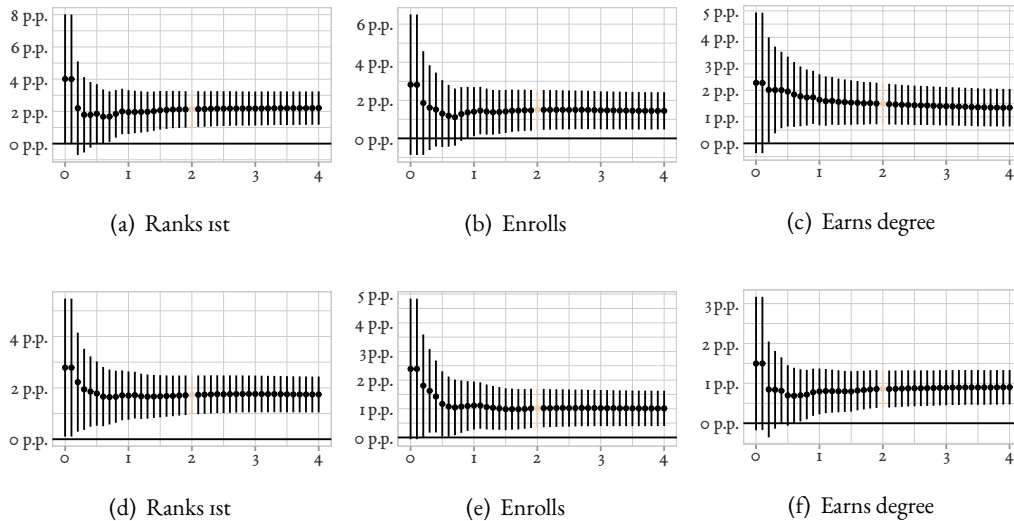 8 p.p.
6 p.p.
4 p.p.
2 p.p.
0 p.p.
0 1 2 3 4
(a) Ranks 1st
6 p.p.
4 p.p.
2 p.p.
0 p.p.
0 1 2 3 4
(b) Enrolls
5 p.p.
4 p.p.
3 p.p.
2 p.p.
1 p.p.
0 p.p.
0 1 2 3 4
(c) Earns degree
4 p.p.
2 p.p.
0 p.p.
0 1 2 3 4
(d) Ranks 1st
5 p.p.
4 p.p.
3 p.p.
2 p.p.
1 p.p.
0 p.p.
0 1 2 3 4
(e) Enrolls
3 p.p.
2 p.p.
1 p.p.
0 p.p.
0 1 2 3 4
(f) Earns degree